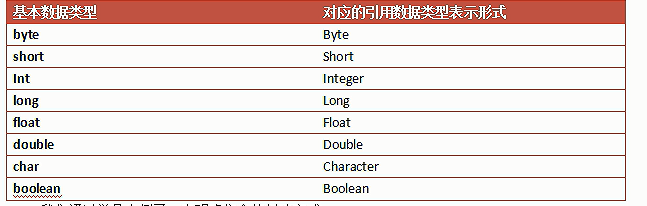 基本数据类型 对应的引用数据类型表示形式
byte Byte
short Short
Int Integer
long Long
float Float
double Double
char Character
boolean Boolean